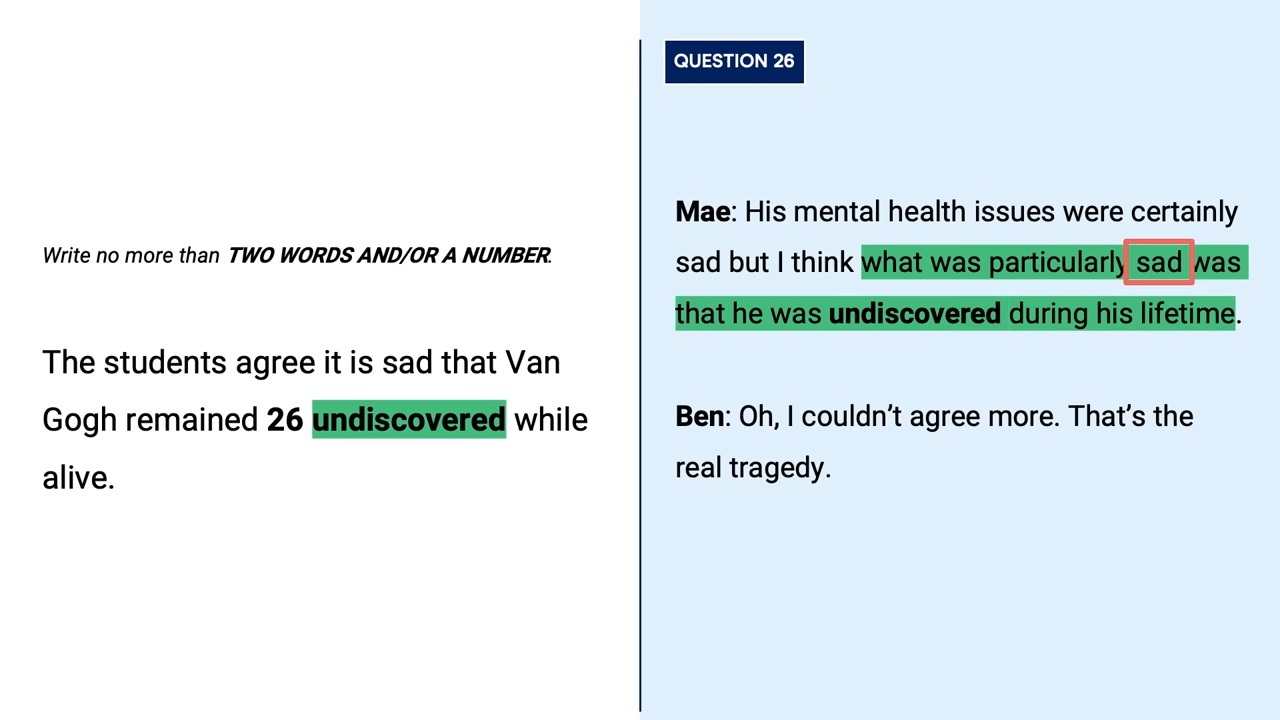 Write no more than TWO WORDS AND/OR A NUMBER.
The students agree it is sad that Van
Gogh remained 26 undiscovered while
alive.
QUESTION 26
Mae: His mental health issues were certainly
sad but I think what was particularly sad was
that he was undiscovered during his lifetime.
Ben: Oh, I couldn’t agree more. That’s the
real tragedy.